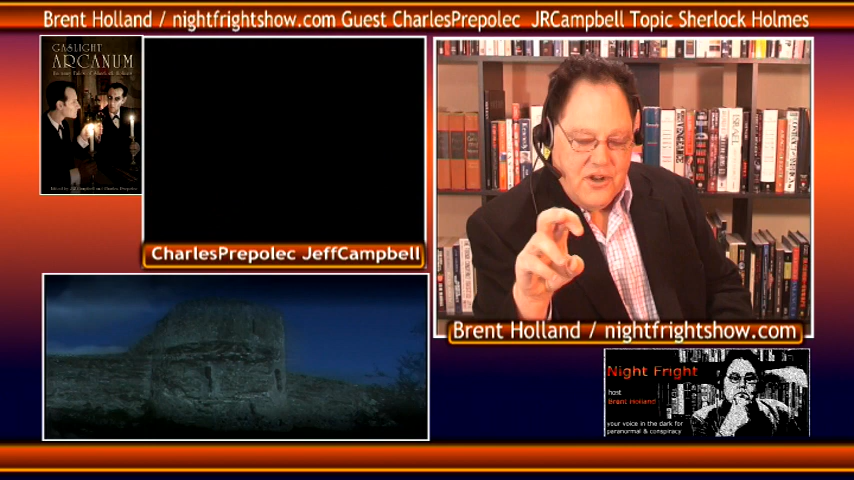 Brent Holland / nightfrightshow.com Guest CharlesPrepolec JRCampbell Topic Sherlock Holmes
GASLIGHT
ARCANUM
CharlesPrepolec JeffCampbell
ISRAEL
Brent Holland / nightfrightshow.com
Night Fright
host
Brent Holland
your voice in the dark for
paranormal & conspiracy